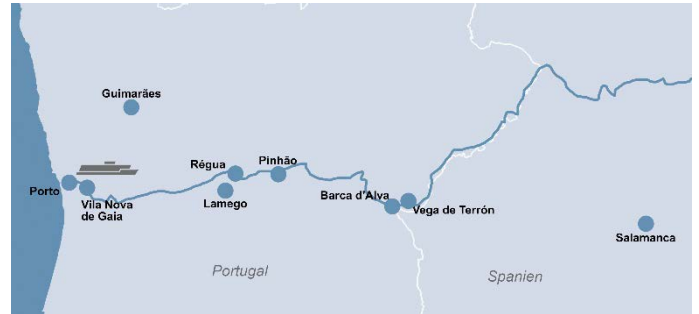 Guimarães
Régua
Pinhão
Porto
Vila Nova
de Gaia
Lamego
Barca d'Alva
Vega de Terrón
Salamanca
Portugal
Spanien